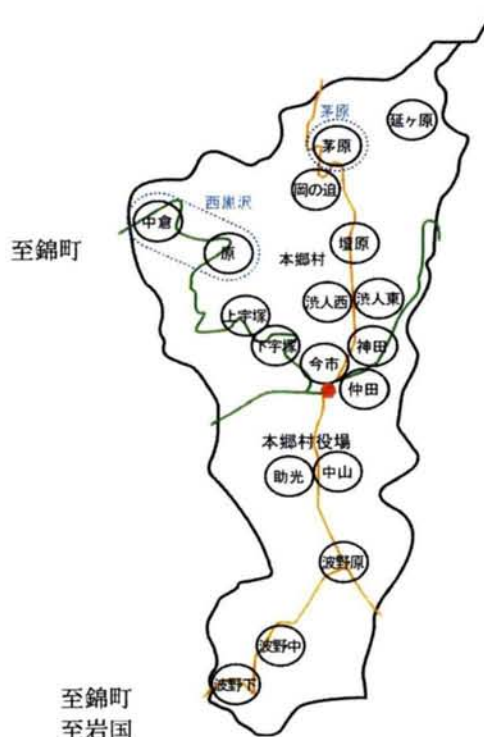 茅原
延ヶ原
茅原
岡の迫
西黒沢
中倉
原
至錦町
壇原
本郷村
渋人西
渋人東
上宇塚
下宇塚
神田
今市
仲田
本郷村役場
助光
中山
波野原
波野中
波野下
至錦町
至岩国